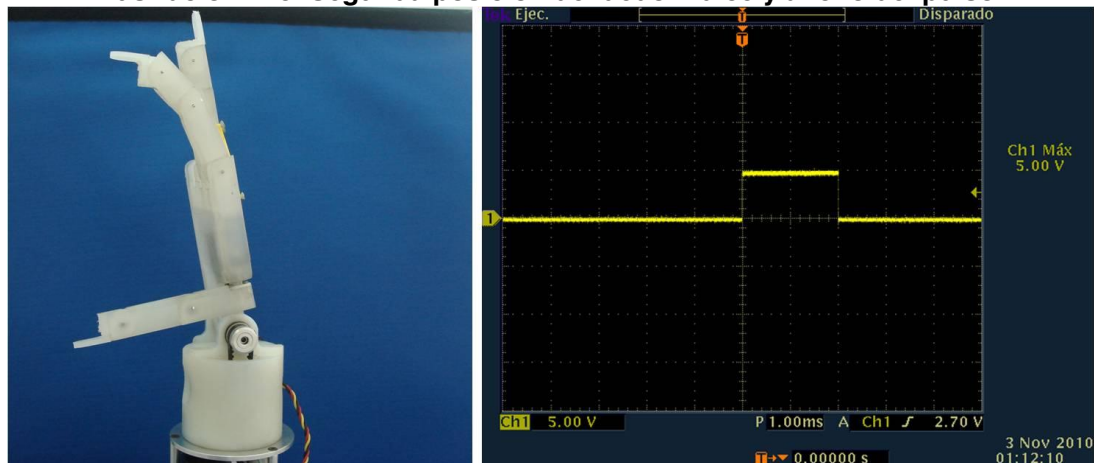 Ejec.
Disparado
Ch1 Máx
5.00 V
1
Ch1 5.00 V
P 1.00ms A Ch1 2.70 V
0.00000 s
3 Nov 2010
01:12:10